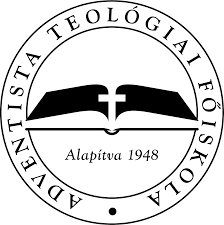 ADVENTISTA TEOLÓGIAI FŐISKOLA
Alapítva 1948